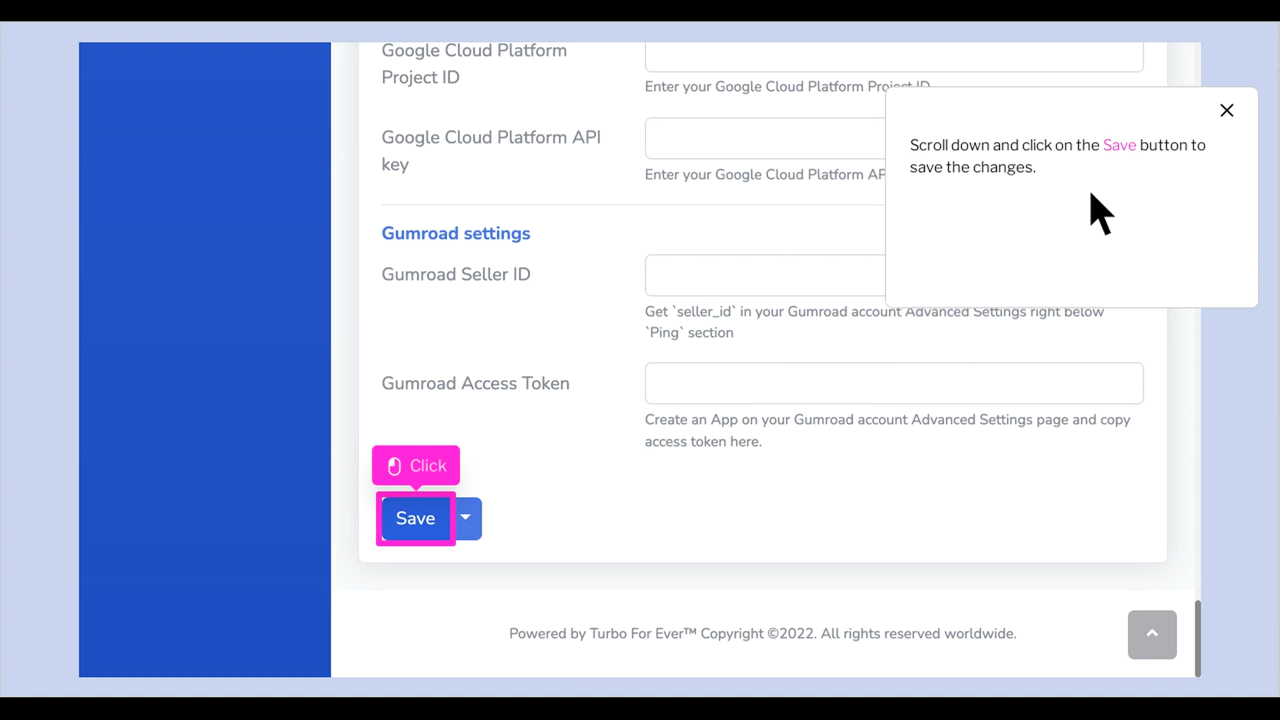 Google Cloud Platform
Project ID
Enter your Google Cloud Platform Project ID
Scroll down and click on the Save button to
save the changes.
Google Cloud Platform API
key
Enter your Google Cloud Platform AP
Gumroad settings
Gumroad Seller ID
Get `seller_id` in your Gumroad account Advanced Settings right below
`Ping` section
Gumroad Access Token
Create an App on your Gumroad account Advanced Settings page and copy
access token here.
Click
Save
Powered by Turbo For Ever™ Copyright ©2022. All rights reserved worldwide.